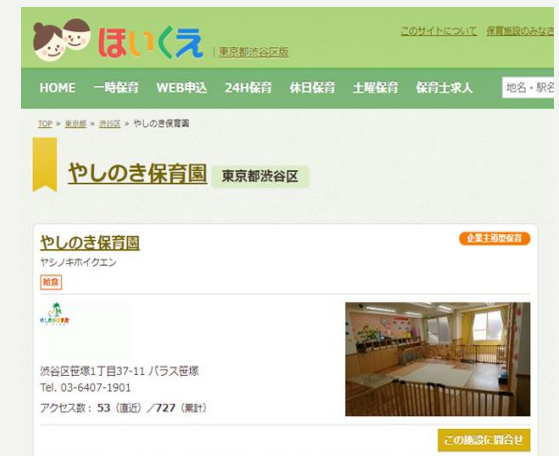 ほいくえ | 東京都渋谷区版
このサイトについて 保育施設のみなさ
HOME 一時保育 WEB申込 24H保育 休日保育 土曜保育 保育士求人 地名・駅名
TOP » 東京都 » 渋谷区 » やしのき保育園
やしのき保育園 東京都渋谷区
やしのき保育園 企業主導型保育
ヤシノキホイクエン
給食
渋谷区笹塚1丁目37-11 パラス笹塚
Tel. 03-6407-1901
アクセス数： 53（直近）／727（累計）
この施設に問合せ